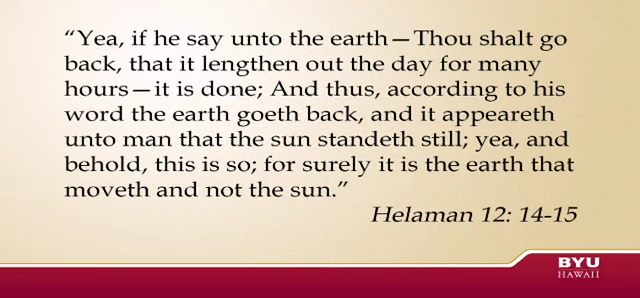 “Yea, if he say unto the earth—Thou shalt go
back, that it lengthen out the day for many
hours—it is done; And thus, according to his
word the earth goeth back, and it appeareth
unto man that the sun standeth still; yea, and
behold, this is so; for surely it is the earth that
moveth and not the sun.”
Helaman 12: 14-15
BYU
HAWAII